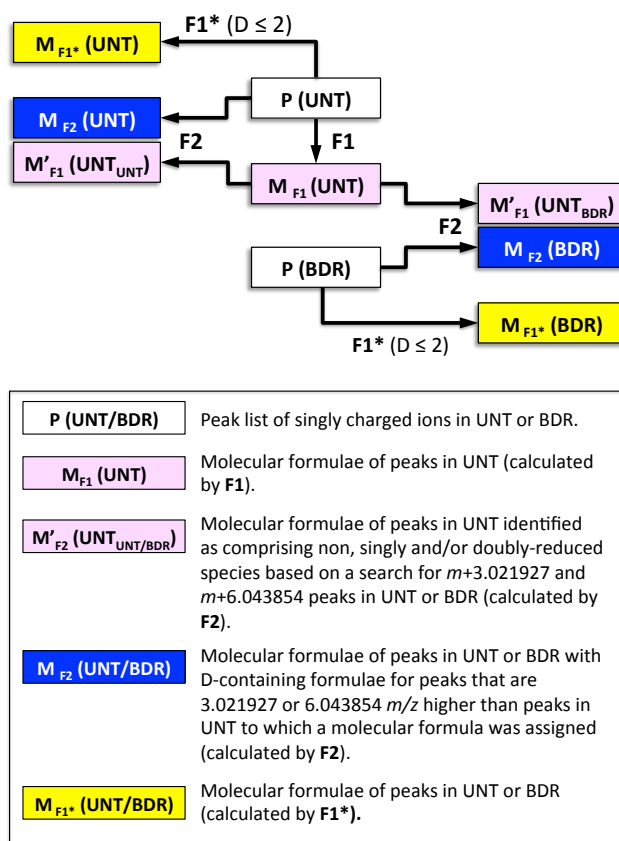 F1* (D ≤ 2)
M F1* (UNT)
P (UNT)
M F2 (UNT)
F2
F1
M'F1 (UNTUNT)
M F1 (UNT)
M'F1 (UNTBDR)
F2
P (BDR)
M F2 (BDR)
M F1* (BDR)
F1* (D ≤ 2)
P (UNT/BDR)
Peak list of singly charged ions in UNT or BDR.
MF1 (UNT)
Molecular formulae of peaks in UNT (calculated
by F1).
M'F2 (UNTUNT/BDR)
Molecular formulae of peaks in UNT identified
as comprising non, singly and/or doubly-reduced
species based on a search for m+3.021927 and
m+6.043854 peaks in UNT or BDR (calculated by
F2).
M F2 (UNT/BDR)
Molecular formulae of peaks in UNT or BDR with
D-containing formulae for peaks that are
3.021927 or 6.043854 m/z higher than peaks in
UNT to which a molecular formula was assigned
(calculated by F2).
MF1* (UNT/BDR)
Molecular formulae of peaks in UNT or BDR
(calculated by F1*).